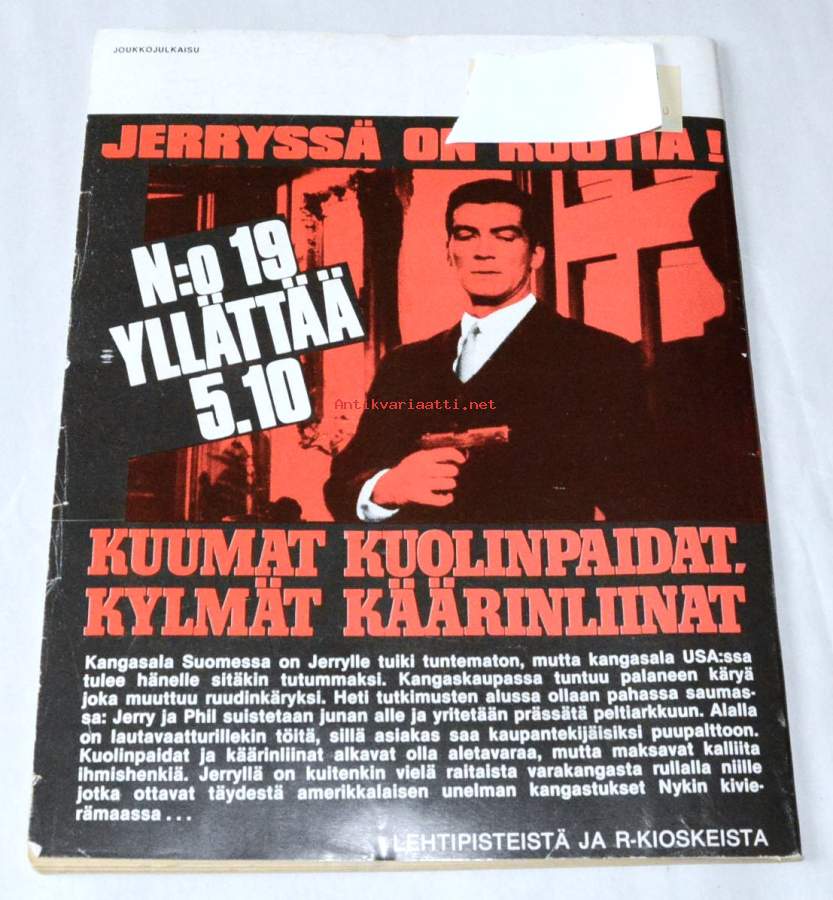 JOUKKOJULKAISU
JERRYSSÄ ON RUUTIA !
N:o 19
YLLÄTTÄÄ
5.10
Antikvariaatti.net
KUUMAT KUOLINPAIDAT,
KYLMÄT KÄÄRINLIINAT
Kangasala Suomessa on Jerrylle tuiki tuntematon, mutta kangasala USA:ssa
tulee hänelle sitäkin tutummaksi. Kangaskaupassa tuntuu palaneen käryä
joka muuttuu ruudinkäryksi. Heti tutkimusten alussa ollaan pahassa saumas-
sa: Jerry ja Phil suistetaan junan alle ja yritetään prässätä peltiarkkuun. Alalla
on lautavaatturillekin töitä, sillä asiakas saa kaupantekijäisiksi puupalttoon.
Kuolinpaidat ja käärinliinat alkavat olla aletavaraa, mutta maksavat kalliita
ihmishenkiä. Jerryllä on kuitenkin vielä raitaista varakangasta rullalla niille
jotka ottavat täydestä amerikkalaisen unelman kangastukset Nykin kivie-
rämaassa . . .
LEHTIPISTEISTÄ JA R-KIOSKEISTA